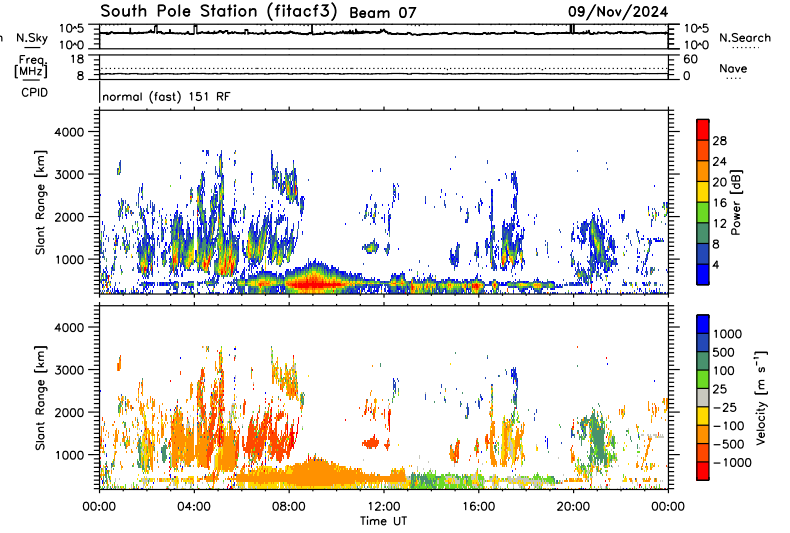 South Pole Station (fitacf3) Beam 07 09/Nov/2024
n N.Sky 10^5 10^0 10^5 10^0 N.Search
Freq. [MHz] 18 8 60 0 Nave
CPID normal (fast) 151 RF
Slant Range [km] 4000 3000 2000 1000
Power [dB] 28 24 20 16 12 8 4
Slant Range [km] 4000 3000 2000 1000
Velocity [m s^-1] 1000 500 100 25 -25 -100 -500 -1000
00:00 04:00 08:00 12:00 16:00 20:00 00:00
Time UT